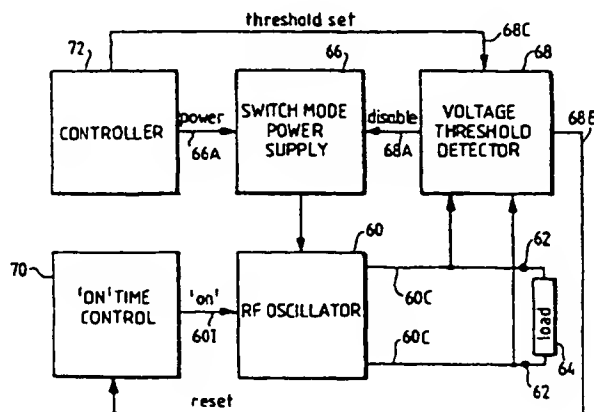 threshold set
68C
72
66
68
CONTROLLER
power
66A
SWITCH MODE
POWER
SUPPLY
disable
68A
VOLTAGE
THRESHOLD
DETECTOR
68B
70
'ON' TIME
CONTROL
'on'
60I
60
RF OSCILLATOR
60C
62
60C
load
64
62
reset